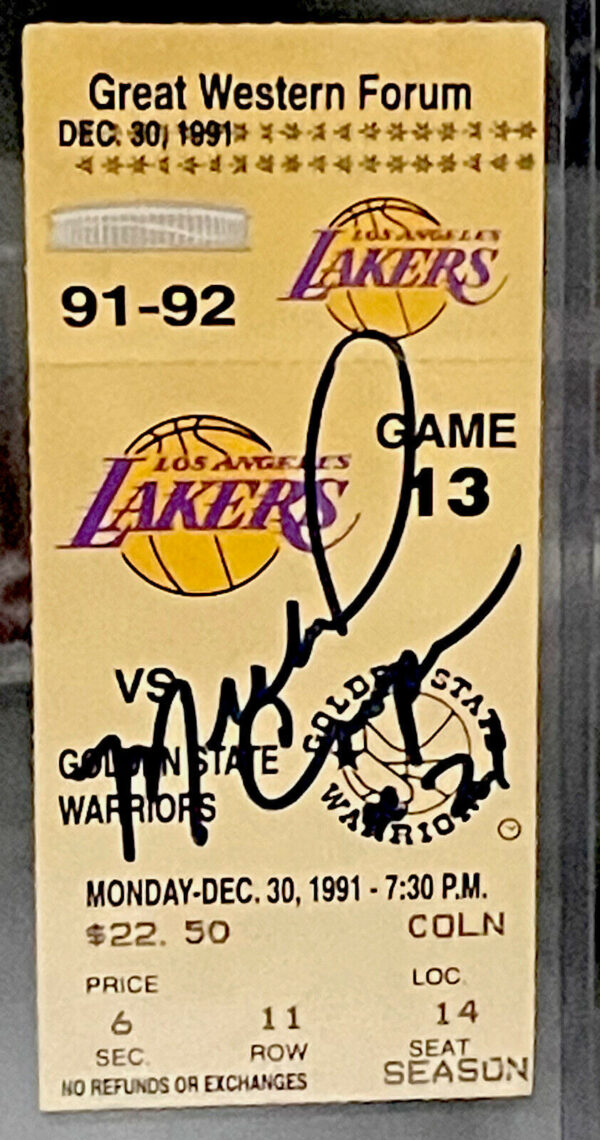 Great Western Forum
DEC. 30, 1991
LOS ANGELES
LAKERS
91-92
LOS ANGELES
LAKERS
GAME
13
VS
GOLDEN STATE
WARRIORS
GOLDEN STATE
WARRIORS
MONDAY-DEC. 30, 1991 - 7:30 P.M.
$22.50 COLN
PRICE LOC.
6 11 14
SEC. ROW SEAT
SEASON
NO REFUNDS OR EXCHANGES